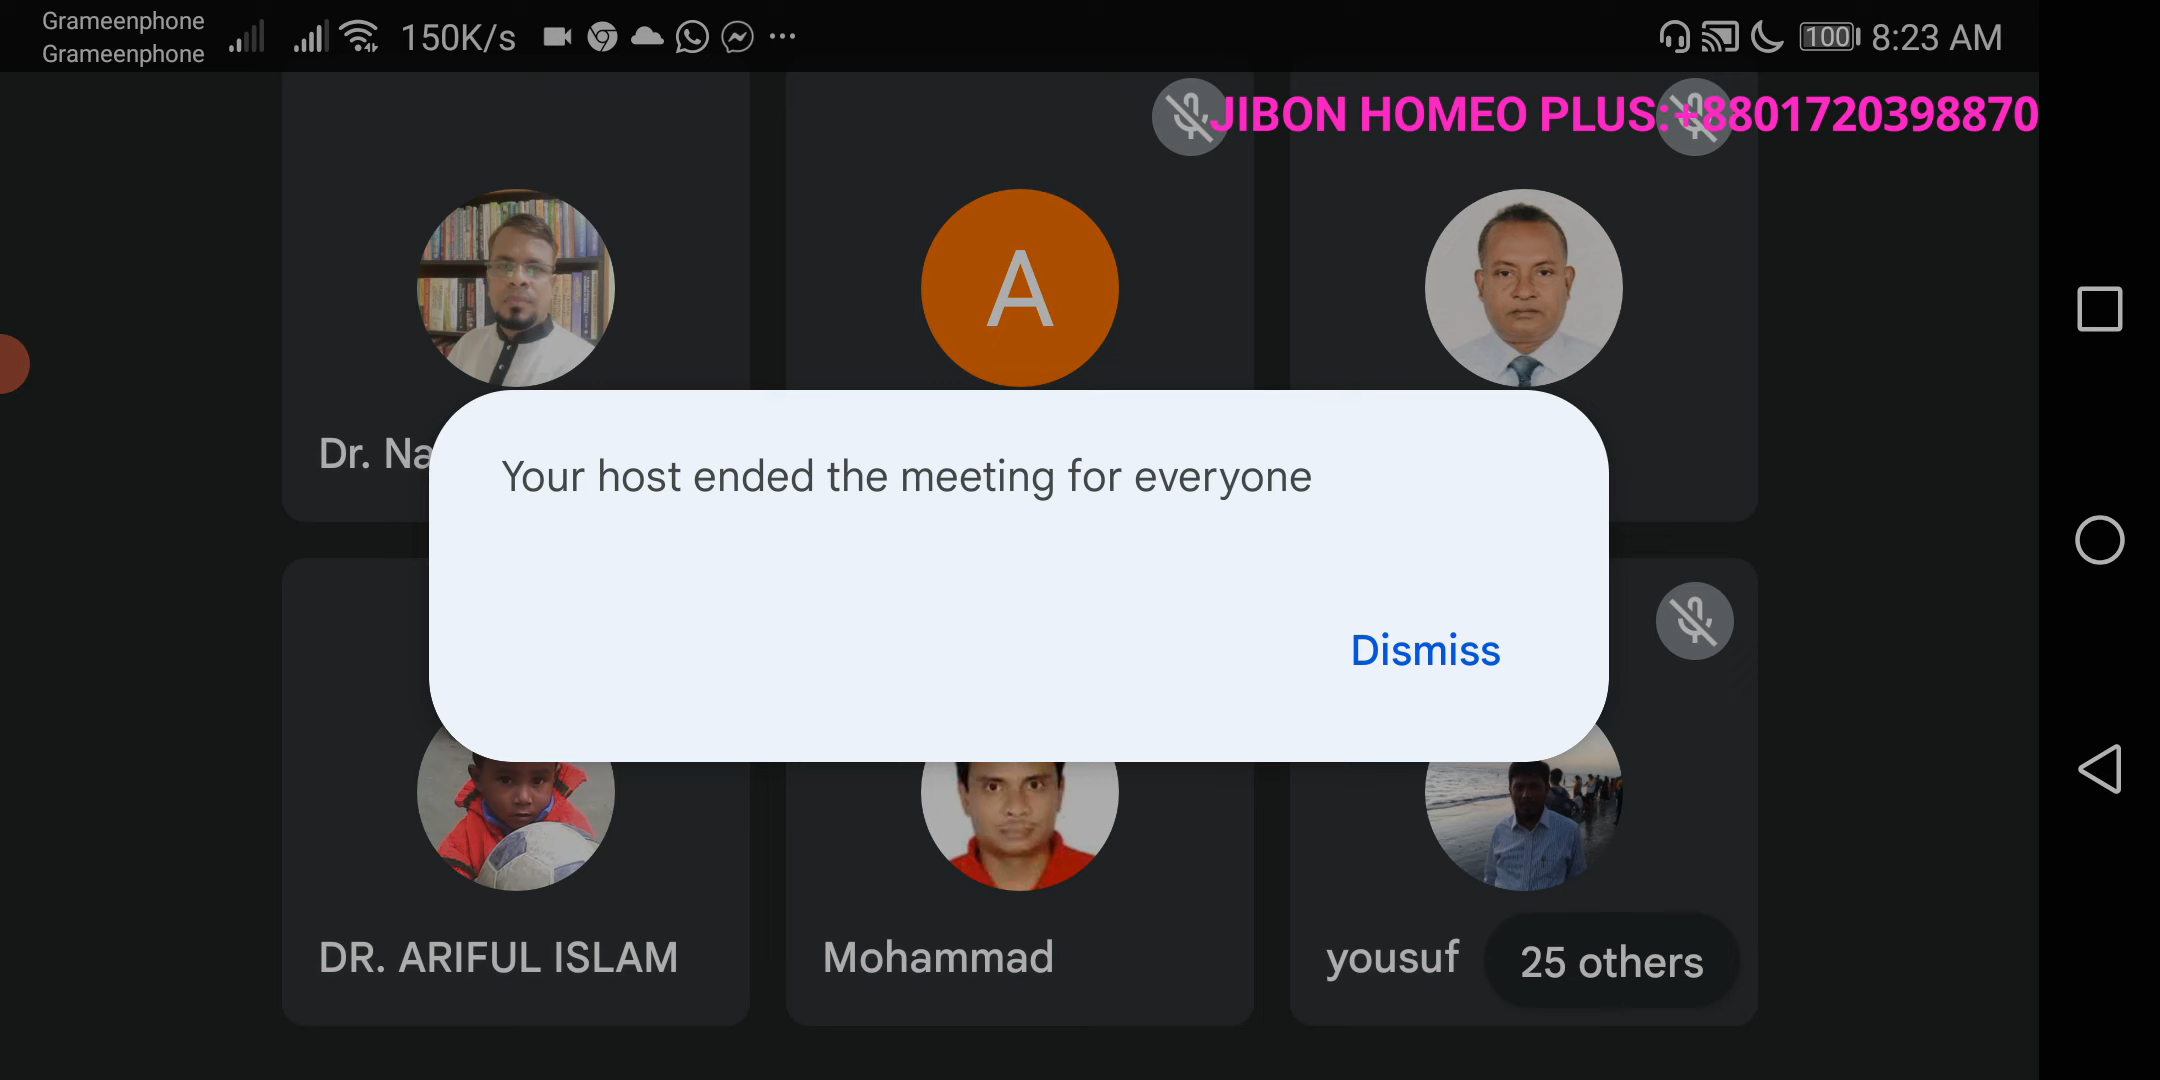 Grameenphone
Grameenphone
150K/s
100
8:23 AM
JIBON HOMEO PLUS:+8801720398870
A
Dr. Na
Your host ended the meeting for everyone
Dismiss
DR. ARIFUL ISLAM
Mohammad
yousuf
25 others